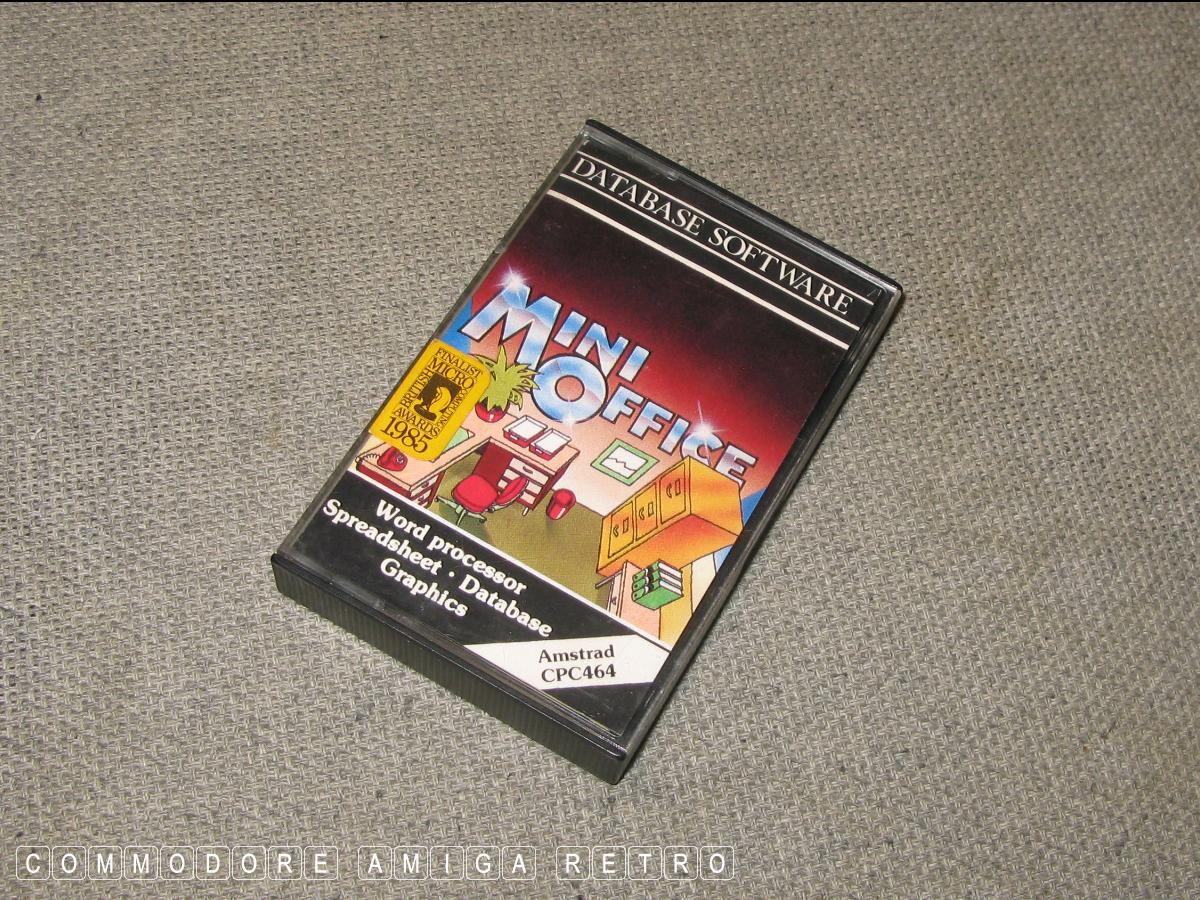 DATABASE SOFTWARE
MINI
OFFICE
FINALIST
BRITISH
MICRO
COMPUTING
AWARDS
1985
Word processor
Spreadsheet · Database
Graphics
Amstrad
CPC464
COMMODORE AMIGA RETRO